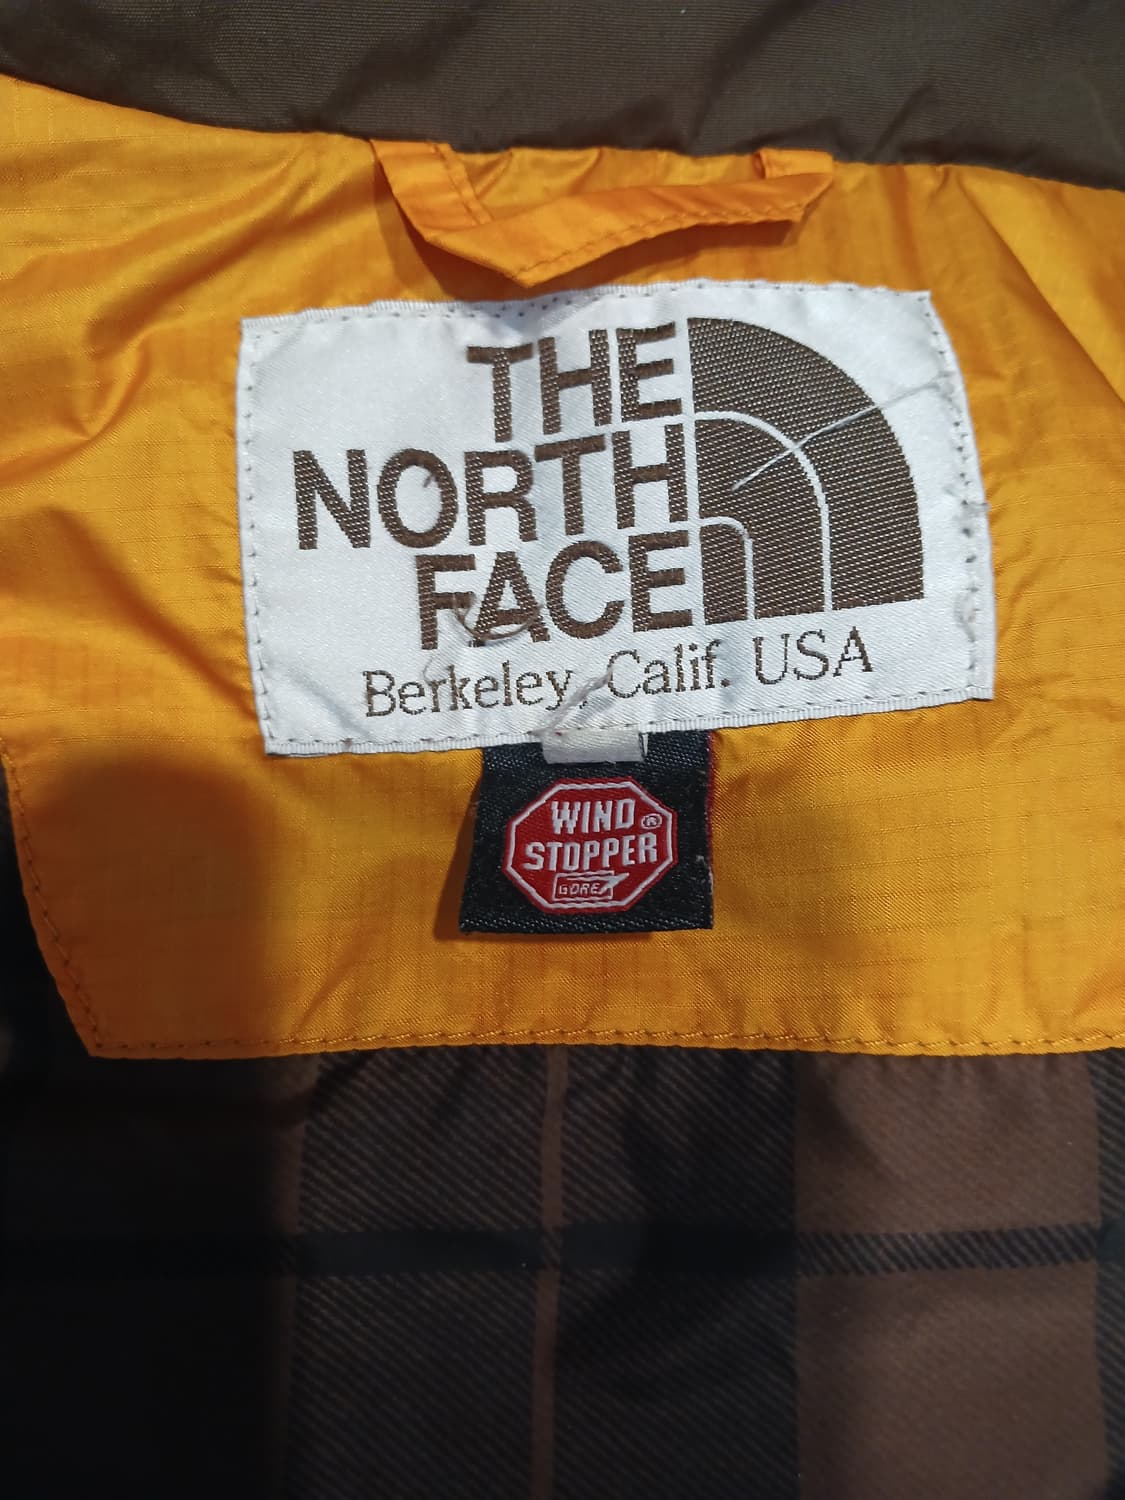 THE
NORTH
FACE
Berkeley, Calif. USA
WIND
STOPPER®
GORE